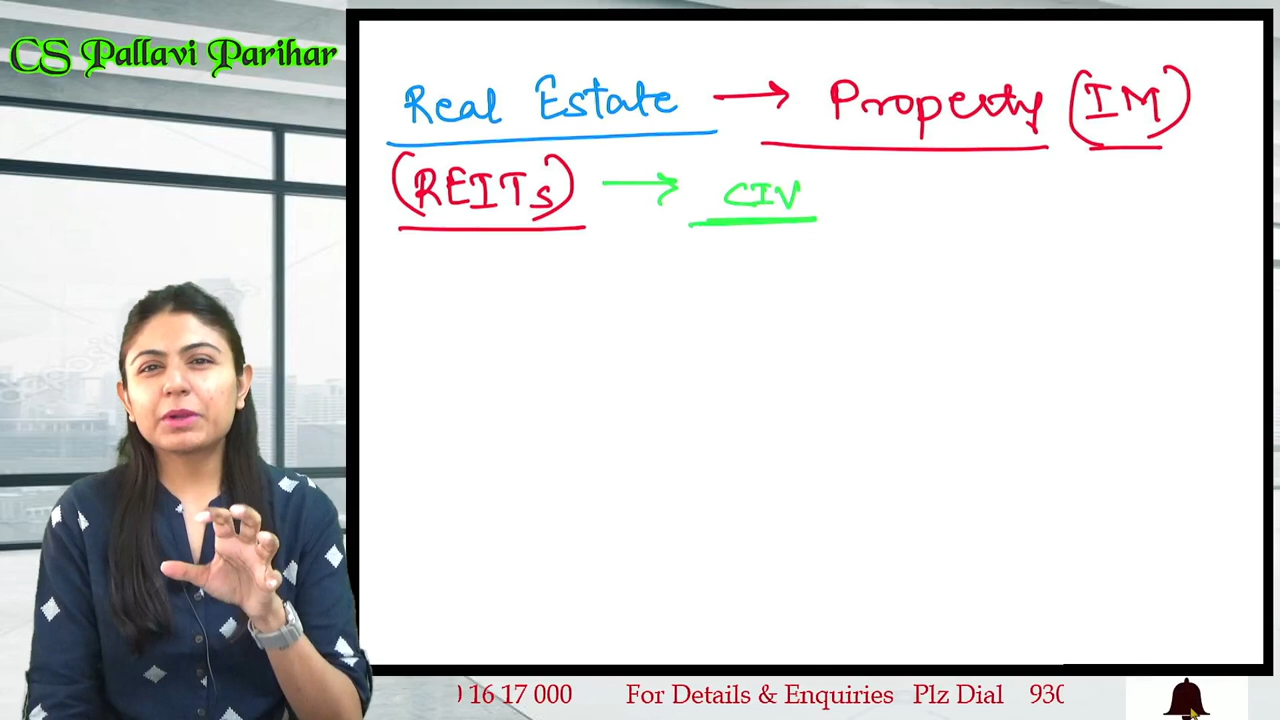 CS Pallavi Parihar
Real Estate → Property (IM)
(REITs) → CIV
) 16 17 000 For Details & Enquiries Plz Dial 930